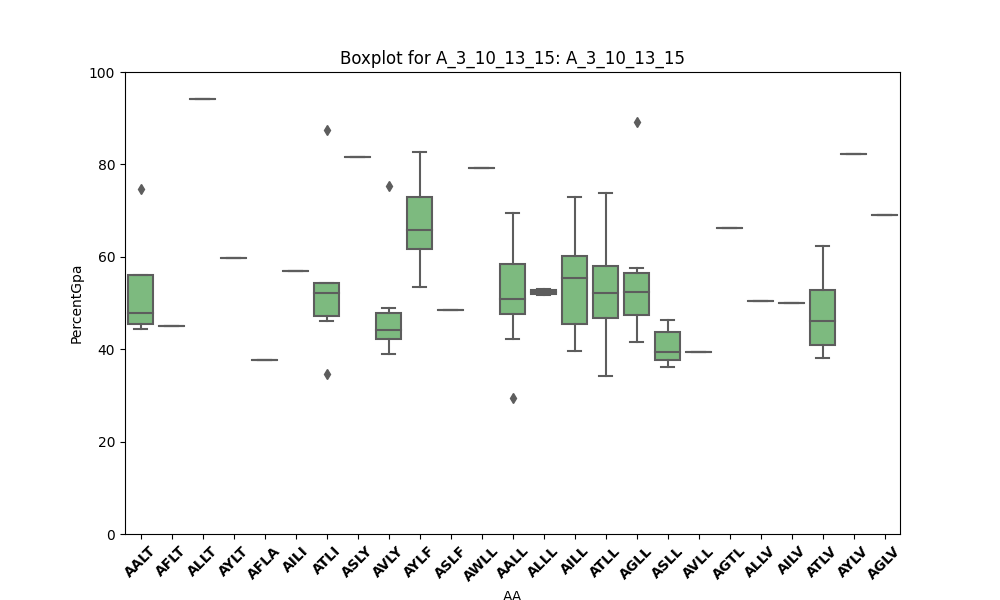 Boxplot for A_3_10_13_15: A_3_10_13_15
100
80
60
40
20
0
PercentGpa
AALT AFLT ALLT AYLT AFLA AILI ATLI ASLY AVLY AYLF ASLF AWLL AALL ALLL AILL ATLL AGLL ASLL AVLL AGTL ALLV AILV ATLV AYLV AGLV
AA